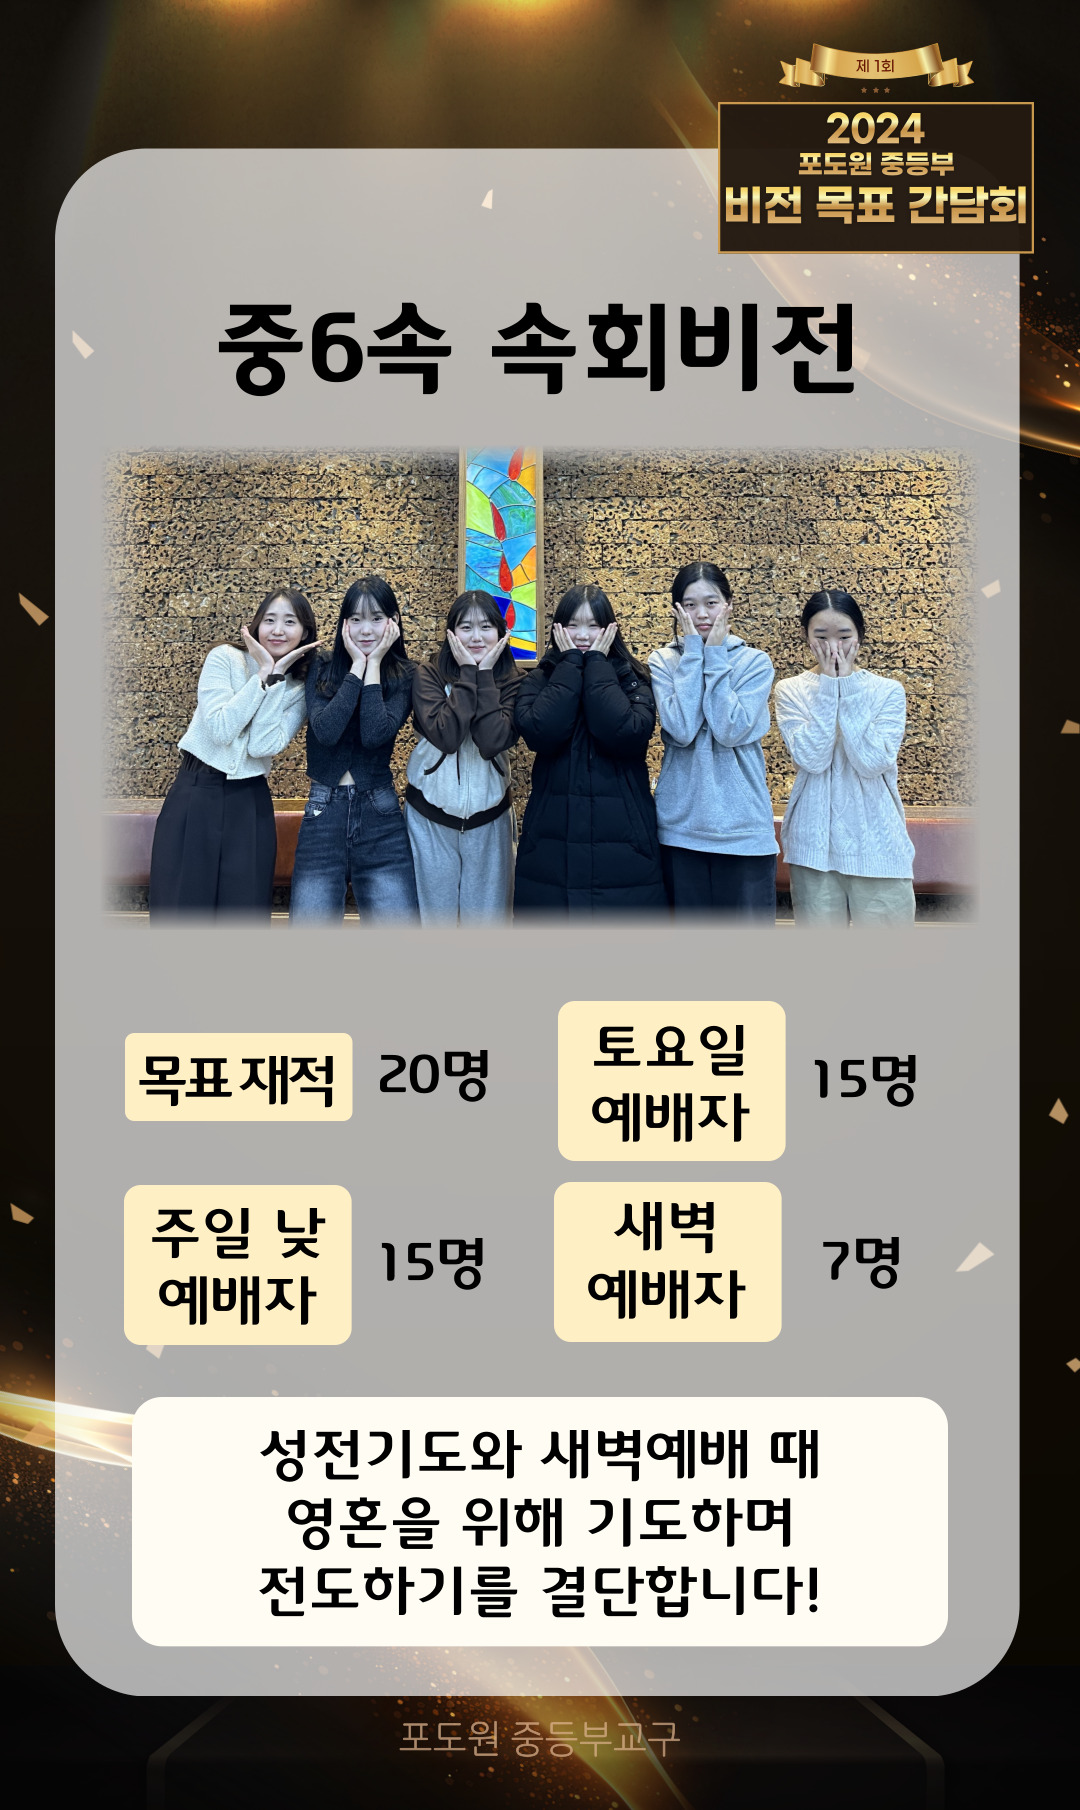 제 1회
2024
포도원 중등부
비전 목표 간담회
중6속 속회비전
목표 재적
20명
토요일
예배자
15명
주일 낮
예배자
15명
새벽
예배자
7명
성전기도와 새벽예배 때
영혼을 위해 기도하며
전도하기를 결단합니다!
포도원 중등부교구